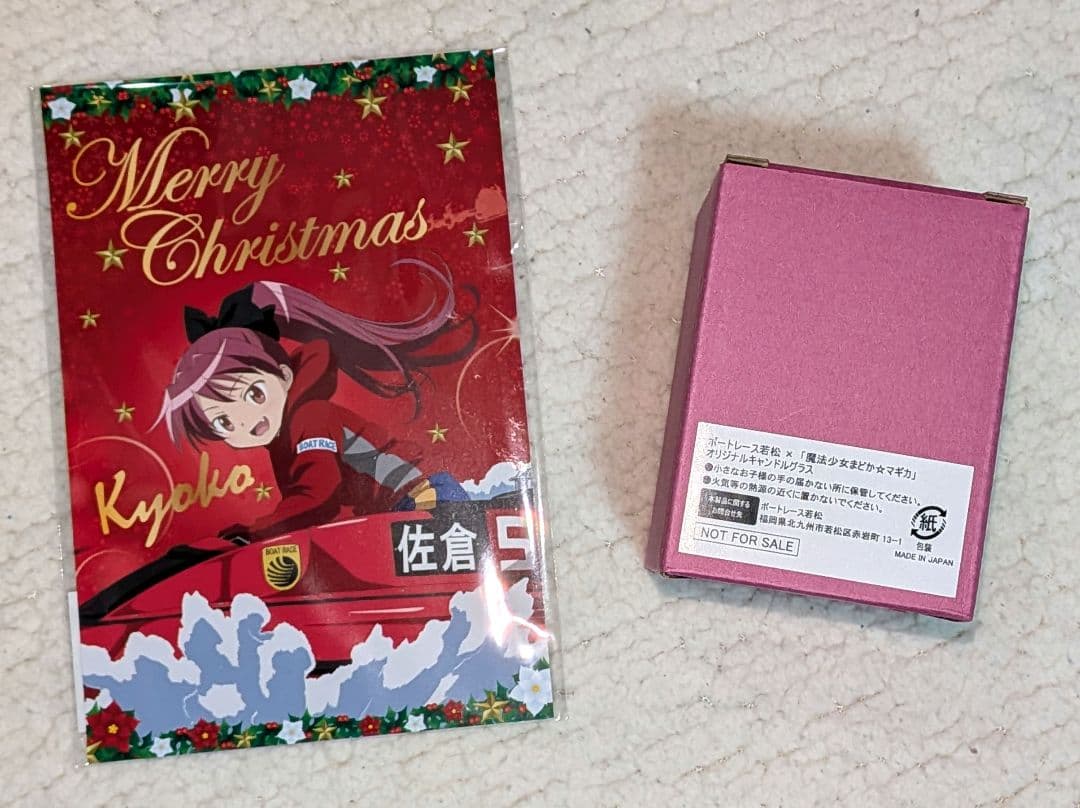 Merry
Christmas
BOAT RACE
Kyoko
佐倉
5
BOAT RACE
ボートレース若松 × 「魔法少女まどか☆マギカ」
オリジナルキャンドルグラス
●小さなお子様の手の届かない所に保管してください。
●火気等の熱源の近くに置かないでください。
本製品に関する
お問合せ先
ボートレース若松
福岡県北九州市若松区赤岩町 13-1
NOT FOR SALE
紙
包装
MADE IN JAPAN